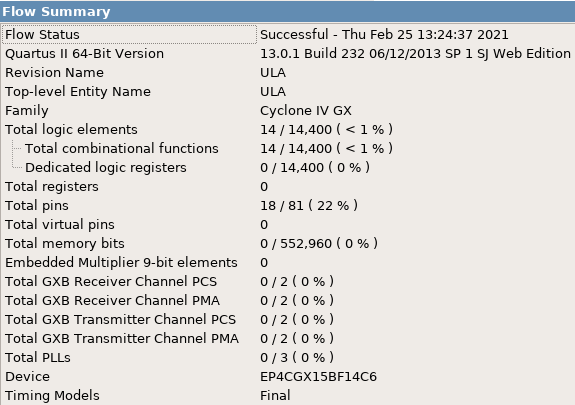 Flow Summary
Flow Status Successful - Thu Feb 25 13:24:37 2021
Quartus II 64-Bit Version 13.0.1 Build 232 06/12/2013 SP 1 SJ Web Edition
Revision Name ULA
Top-level Entity Name ULA
Family Cyclone IV GX
Total logic elements 14 / 14,400 ( < 1 % )
Total combinational functions 14 / 14,400 ( < 1 % )
Dedicated logic registers 0 / 14,400 ( 0 % )
Total registers 0
Total pins 18 / 81 ( 22 % )
Total virtual pins 0
Total memory bits 0 / 552,960 ( 0 % )
Embedded Multiplier 9-bit elements 0
Total GXB Receiver Channel PCS 0 / 2 ( 0 % )
Total GXB Receiver Channel PMA 0 / 2 ( 0 % )
Total GXB Transmitter Channel PCS 0 / 2 ( 0 % )
Total GXB Transmitter Channel PMA 0 / 2 ( 0 % )
Total PLLs 0 / 3 ( 0 % )
Device EP4CGX15BF14C6
Timing Models Final